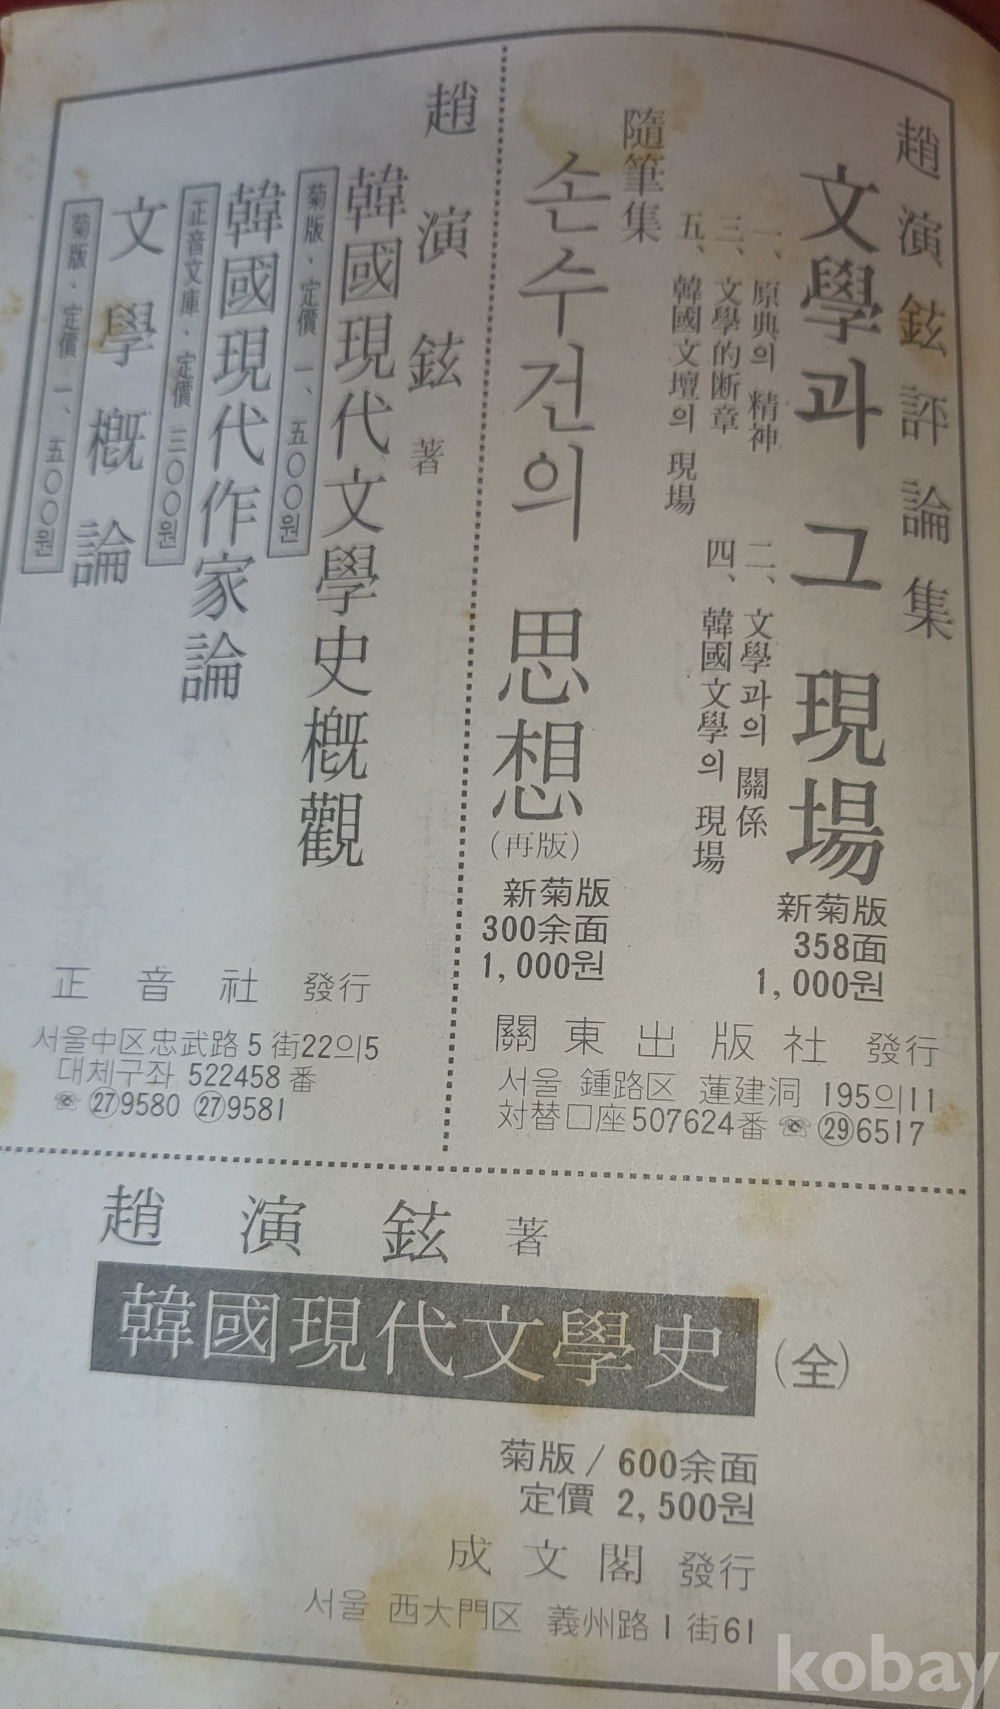 趙演鉉評論集
文學과 그 現場
一、原典의 精神
二、文學과의 關係
三、文學的断章
四、韓國文學의 現場
五、韓國文壇의 現場
新菊版
358面
1,000원
隨筆集
손수건의 思想
(再版)
新菊版
300余面
1,000원
關東出版社 發行
서울 鍾路区 蓮建洞 195의11
対替口座507624番 ☏ ㉙6517
趙演鉉 著
韓國現代文學史概觀
菊版・定價 一、五〇〇원
韓國現代作家論
正音文庫・定價 三〇〇원
文學概論
菊版・定價 一、五〇〇원
正音社 發行
서울中区忠武路5街22의5
대체구좌 522458番
☏ ㉗9580 ㉗9581
趙演鉉 著
韓國現代文學史 (全)
菊版 / 600余面
定價 2,500원
成文閣 發行
서울 西大門区 義州路1街61
kobay